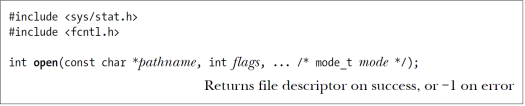 #include <sys/stat.h>
#include <fcntl.h>
int open(const char *pathname, int flags, ... /* mode_t mode */);
Returns file descriptor on success, or –1 on error